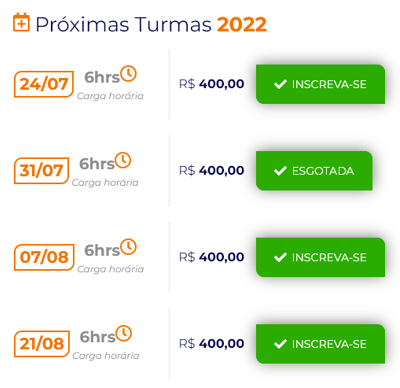 Próximas Turmas 2022
24/07 6hrs R$ 400,00 INSCREVA-SE
Carga horária
31/07 6hrs R$ 400,00 ESGOTADA
Carga horária
07/08 6hrs R$ 400,00 INSCREVA-SE
Carga horária
21/08 6hrs R$ 400,00 INSCREVA-SE
Carga horária